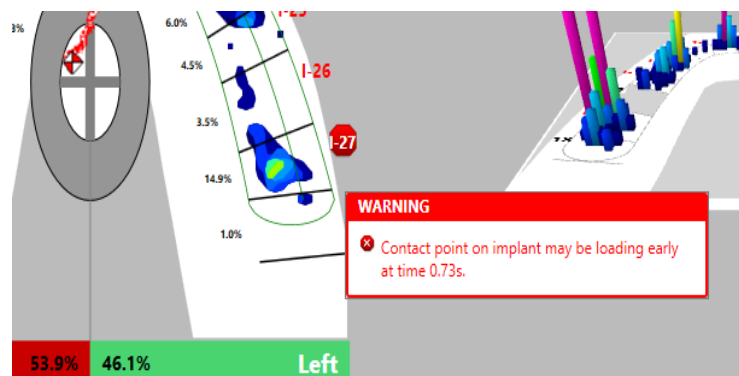 6.0%
4.5%
I-26
3.5%
I-27
14.9%
1.0%
WARNING
Contact point on implant may be loading early
at time 0.73s.
53.9%
46.1%
Left